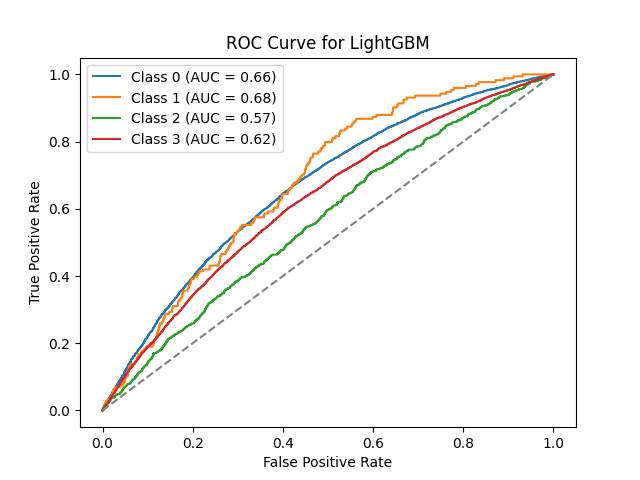 ROC Curve for LightGBM
Class 0 (AUC = 0.66)
Class 1 (AUC = 0.68)
Class 2 (AUC = 0.57)
Class 3 (AUC = 0.62)
1.0
0.8
0.6
0.4
0.2
0.0
True Positive Rate
0.0 0.2 0.4 0.6 0.8 1.0
False Positive Rate